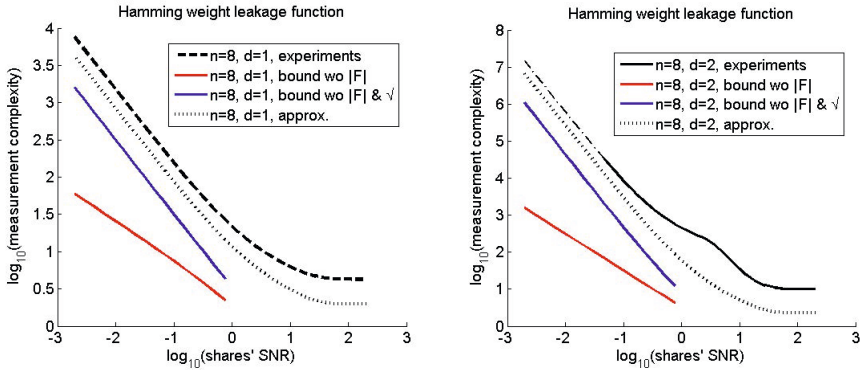 Hamming weight leakage function
4
3.5
3
2.5
2
1.5
1
0.5
0
-3
-2
-1
0
1
2
3
log10(measurement complexity)
log10(shares' SNR)
n=8, d=1, experiments
n=8, d=1, bound wo |F|
n=8, d=1, bound wo |F| & √
n=8, d=1, approx.
Hamming weight leakage function
8
7
6
5
4
3
2
1
0
-3
-2
-1
0
1
2
3
log10(measurement complexity)
log10(shares' SNR)
n=8, d=2, experiments
n=8, d=2, bound wo |F|
n=8, d=2, bound wo |F| & √
n=8, d=2, approx.